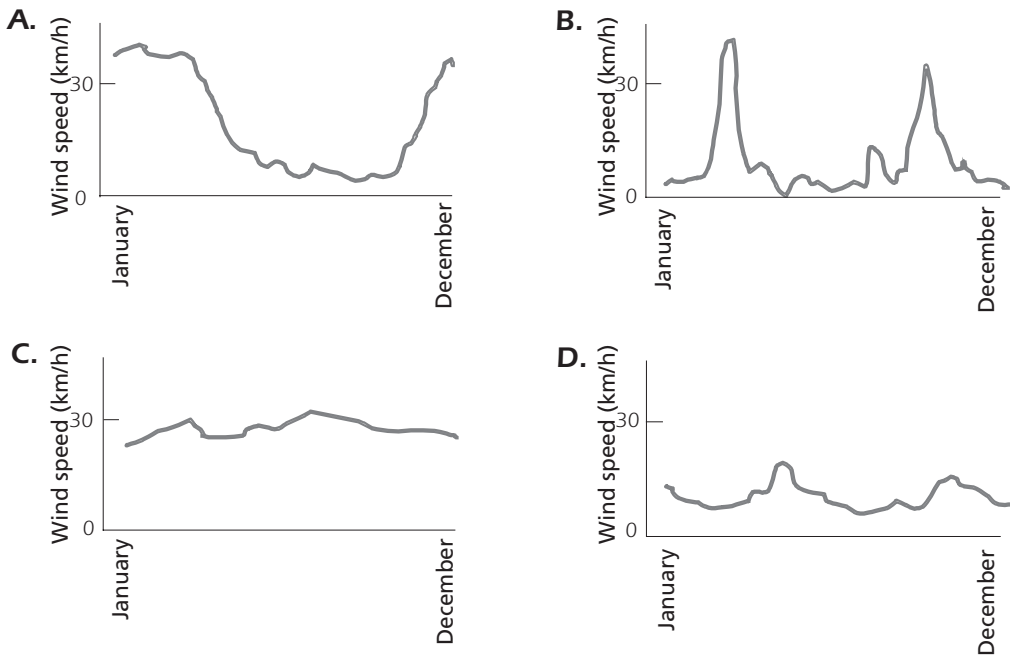 A.
Wind speed (km/h)
30
0
January
December
B.
Wind speed (km/h)
30
0
January
December
C.
Wind speed (km/h)
30
0
January
December
D.
Wind speed (km/h)
30
0
January
December